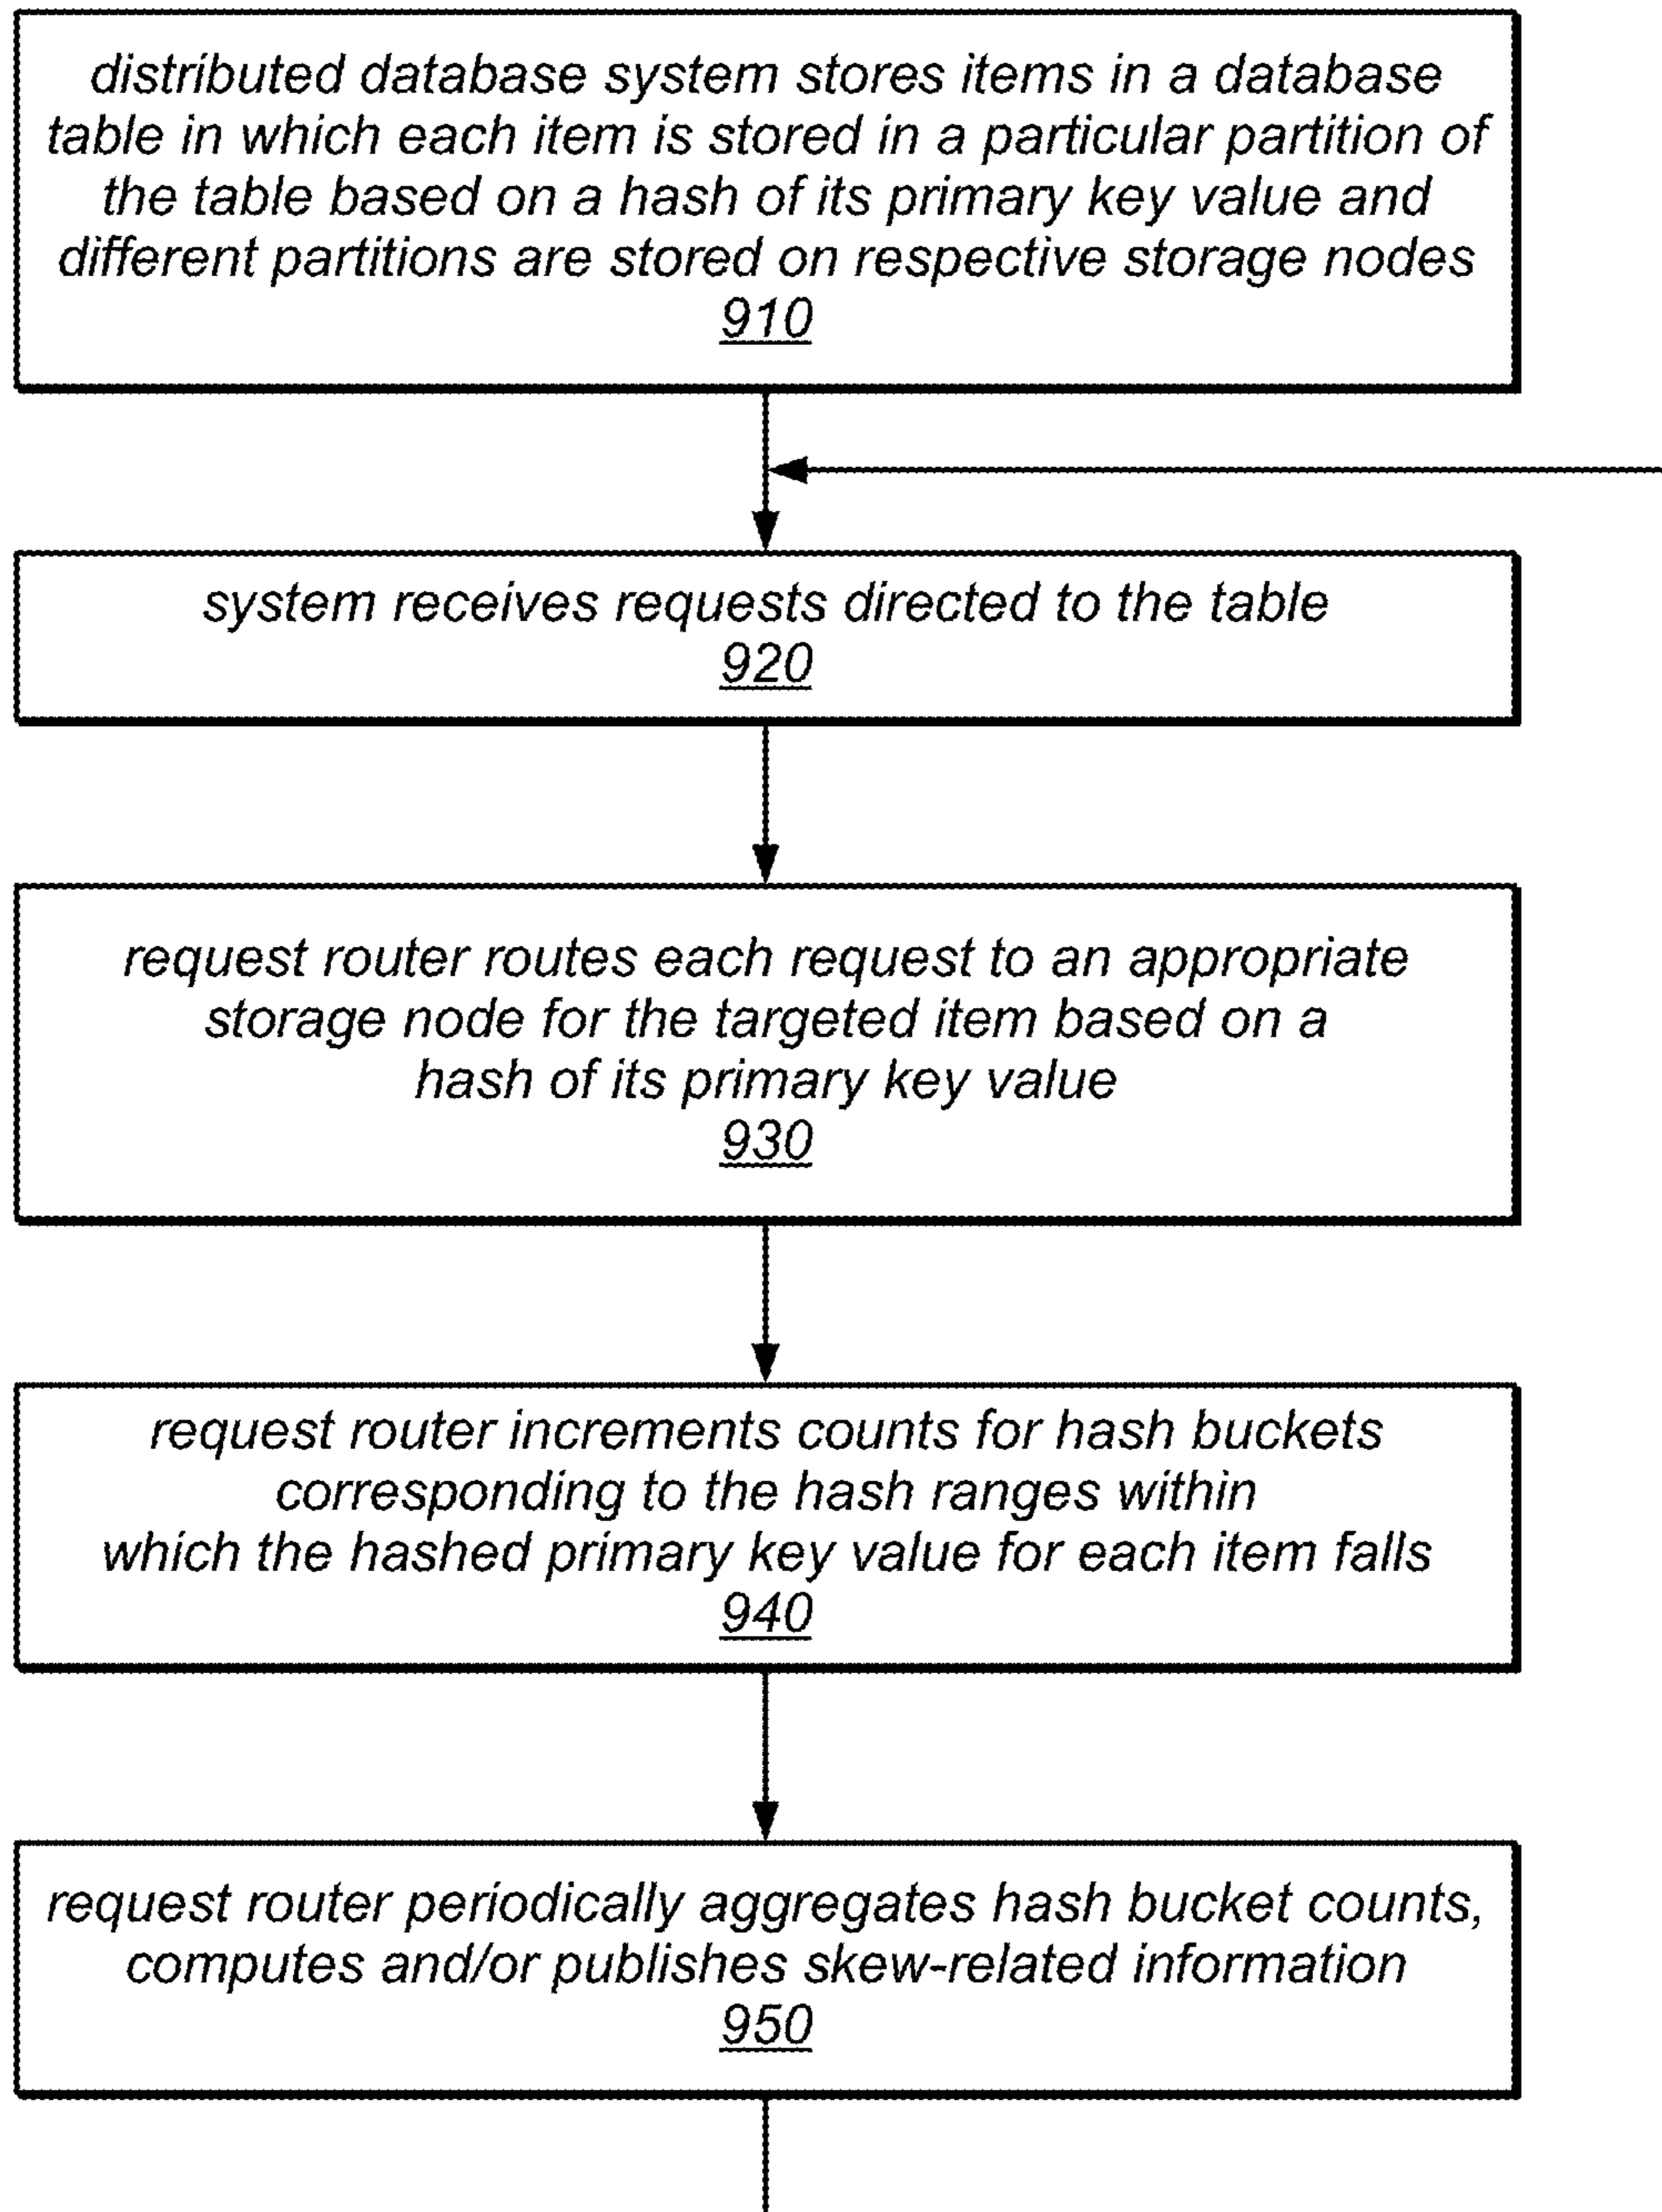 distributed database system stores items in a database
table in which each item is stored in a particular partition of
the table based on a hash of its primary key value and
different partitions are stored on respective storage nodes
910
system receives requests directed to the table
920
request router routes each request to an appropriate
storage node for the targeted item based on a
hash of its primary key value
930
request router increments counts for hash buckets
corresponding to the hash ranges within
which the hashed primary key value for each item falls
940
request router periodically aggregates hash bucket counts,
computes and/or publishes skew-related information
950